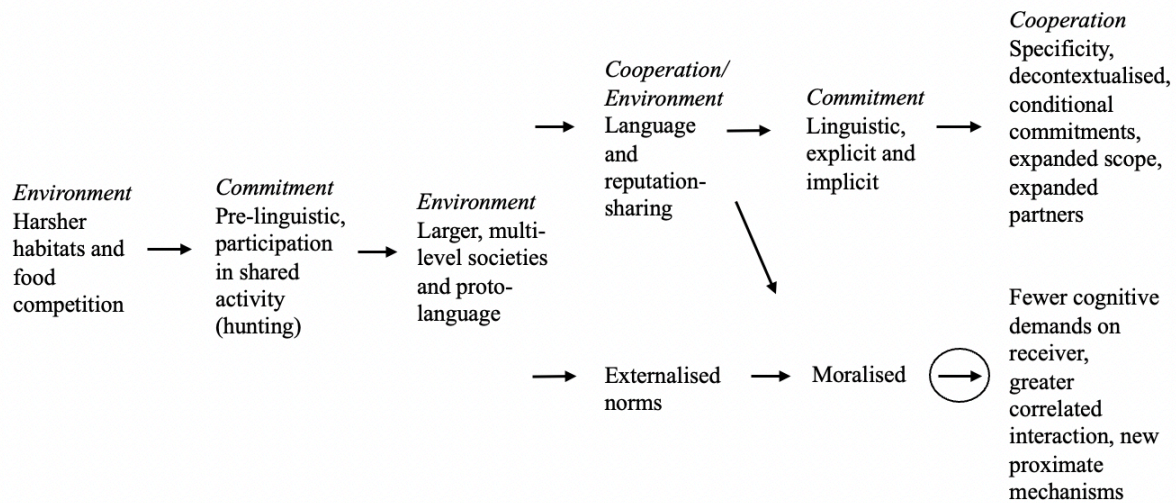 Environment
Harsher
habitats and
food
competition
Commitment
Pre-linguistic,
participation
in shared
activity
(hunting)
Environment
Larger, multi-
level societies
and proto-
language
Cooperation/
Environment
Language
and
reputation-
sharing
Commitment
Linguistic,
explicit and
implicit
Cooperation
Specificity,
decontextualised,
conditional
commitments,
expanded scope,
expanded
partners
Externalised
norms
Moralised
Fewer cognitive
demands on
receiver,
greater
correlated
interaction, new
proximate
mechanisms